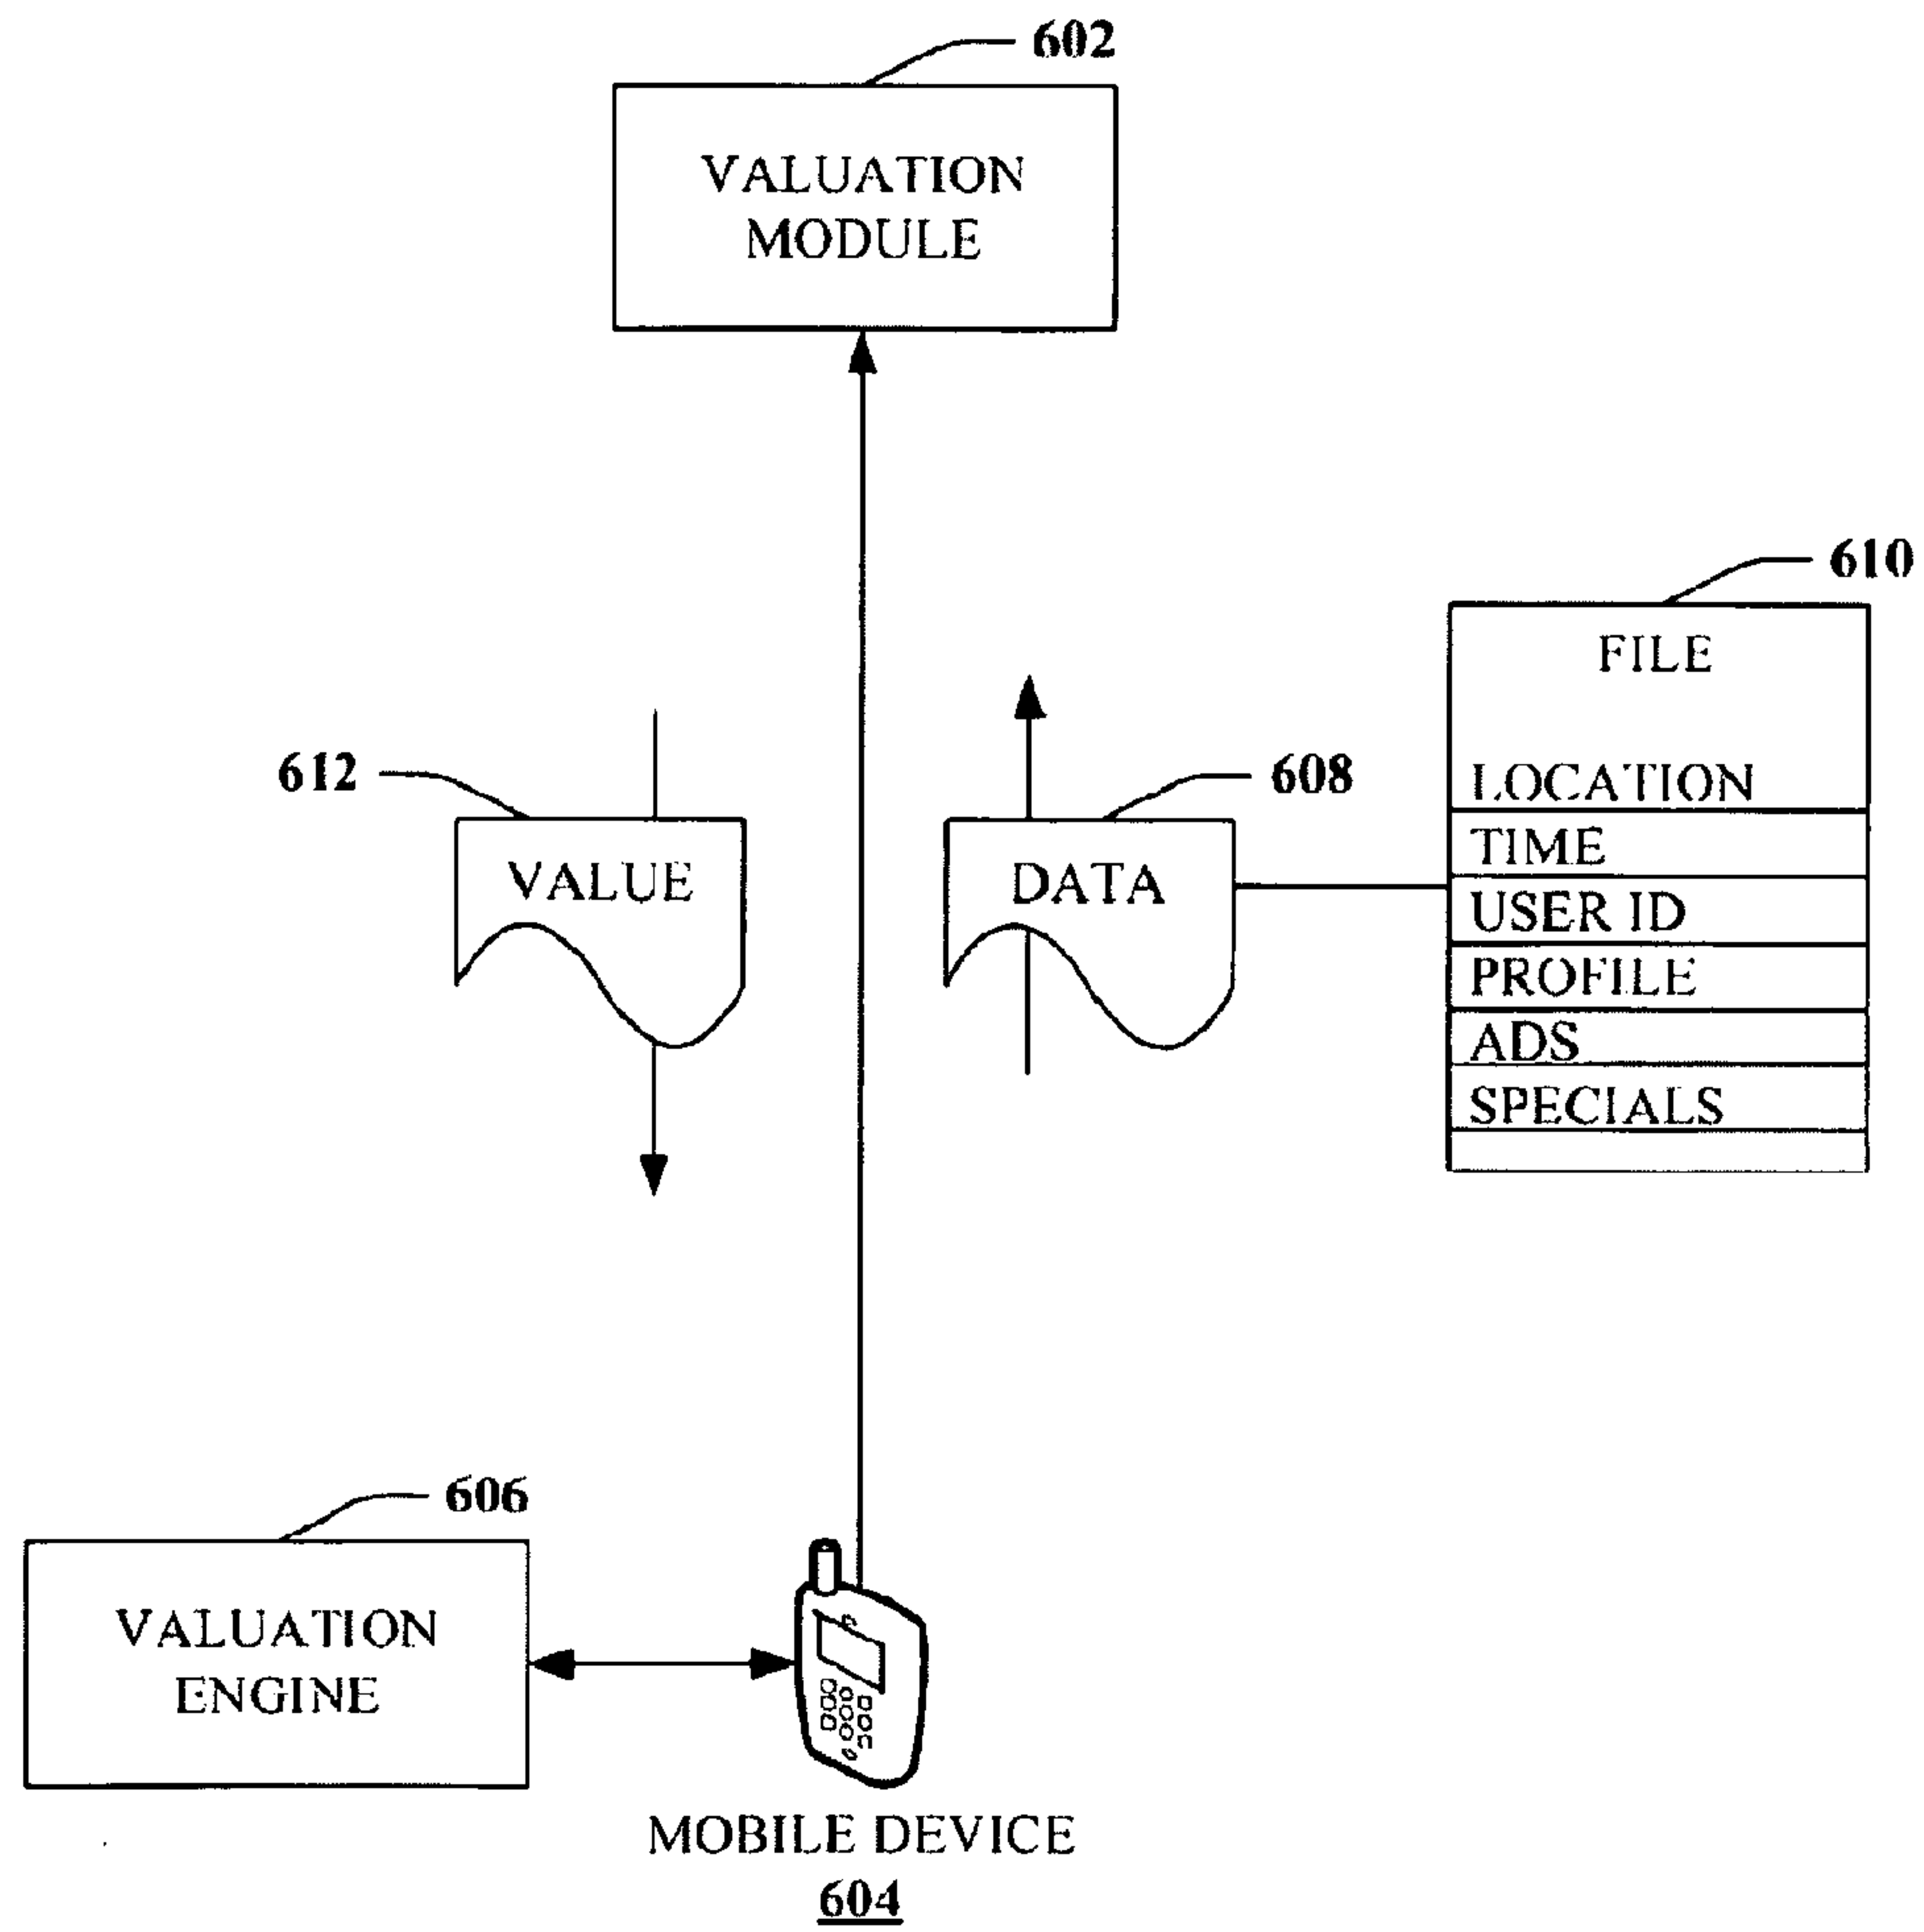 602
VALUATION
MODULE
610
FILE
LOCATION
TIME
USER ID
PROFILE
ADS
SPECIALS
612
VALUE
608
DATA
606
VALUATION
ENGINE
MOBILE DEVICE
604